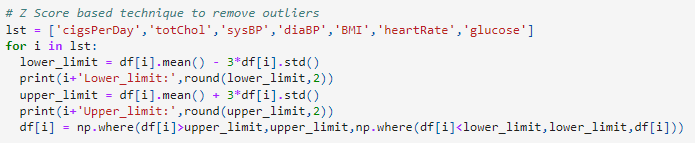 # Z Score based technique to remove outliers
lst = ['cigsPerDay','totChol','sysBP','diaBP','BMI','heartRate','glucose']
for i in lst:
  lower_limit = df[i].mean() - 3*df[i].std()
  print(i+'Lower_limit:',round(lower_limit,2))
  upper_limit = df[i].mean() + 3*df[i].std()
  print(i+'Upper_limit:',round(upper_limit,2))
  df[i] = np.where(df[i]>upper_limit,upper_limit,np.where(df[i]<lower_limit,lower_limit,df[i]))